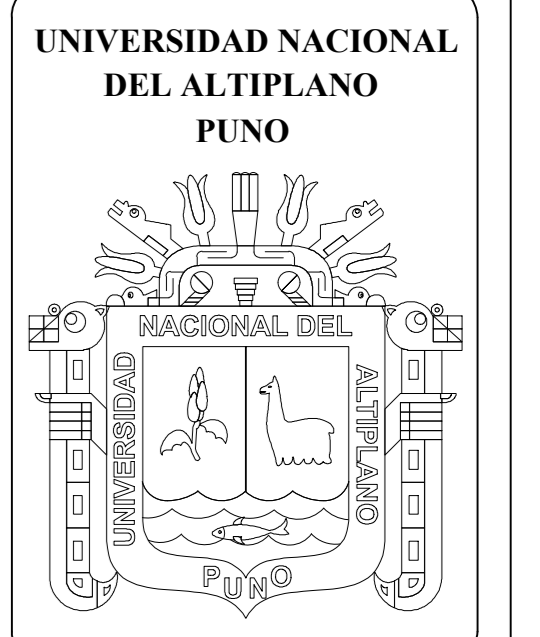 UNIVERSIDAD NACIONAL
DEL ALTIPLANO
PUNO
NACIONAL DEL
UNIVERSIDAD
ALTIPLANO
PUNO